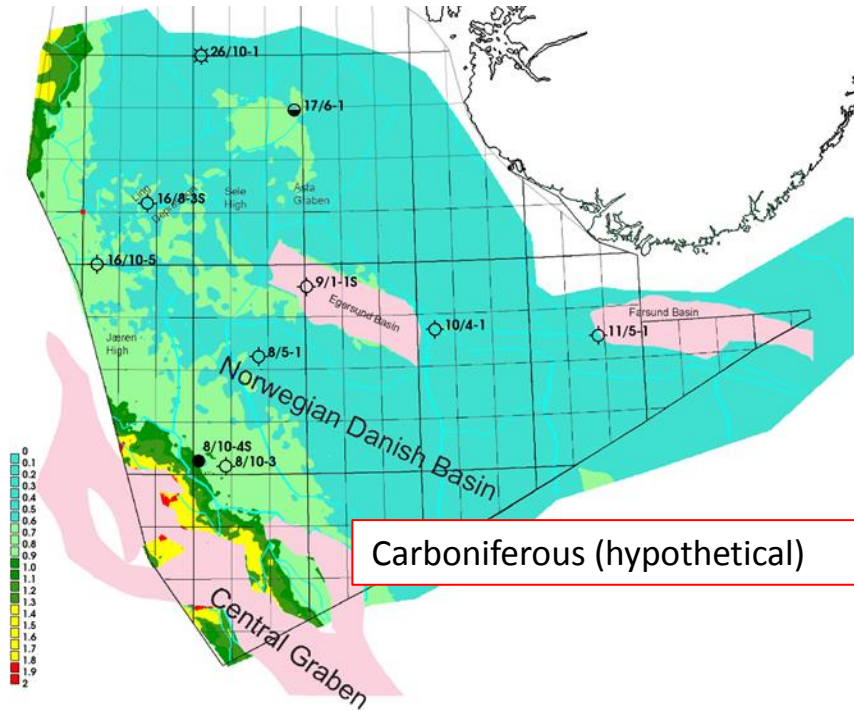 26/10-1
17/6-1
Ling
Depression
16/8-3S
Sele
High
Åsta
Graben
16/10-5
9/1-1S
Egersund Basin
10/4-1
Farsund Basin
11/5-1
Jæren
High
8/5-1
Norwegian Danish Basin
8/10-4S
8/10-3
Carboniferous (hypothetical)
Central Graben
0
0.1
0.2
0.3
0.4
0.5
0.6
0.7
0.8
0.9
1.0
1.1
1.2
1.3
1.4
1.5
1.6
1.7
1.8
1.9
2